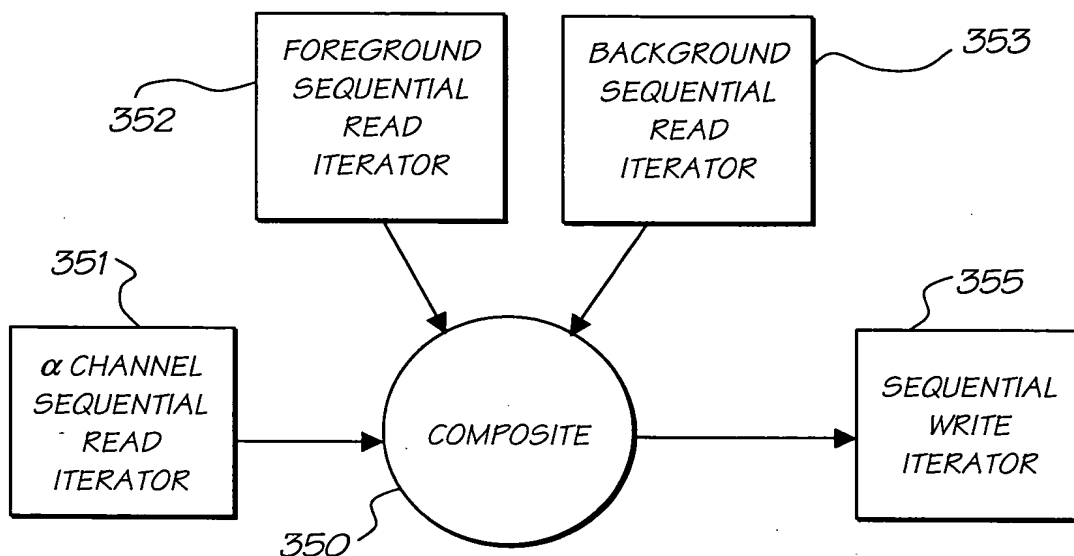 352
FOREGROUND
SEQUENTIAL
READ
ITERATOR
BACKGROUND
SEQUENTIAL
READ
ITERATOR
353
351
α CHANNEL
SEQUENTIAL
READ
ITERATOR
COMPOSITE
350
355
SEQUENTIAL
WRITE
ITERATOR